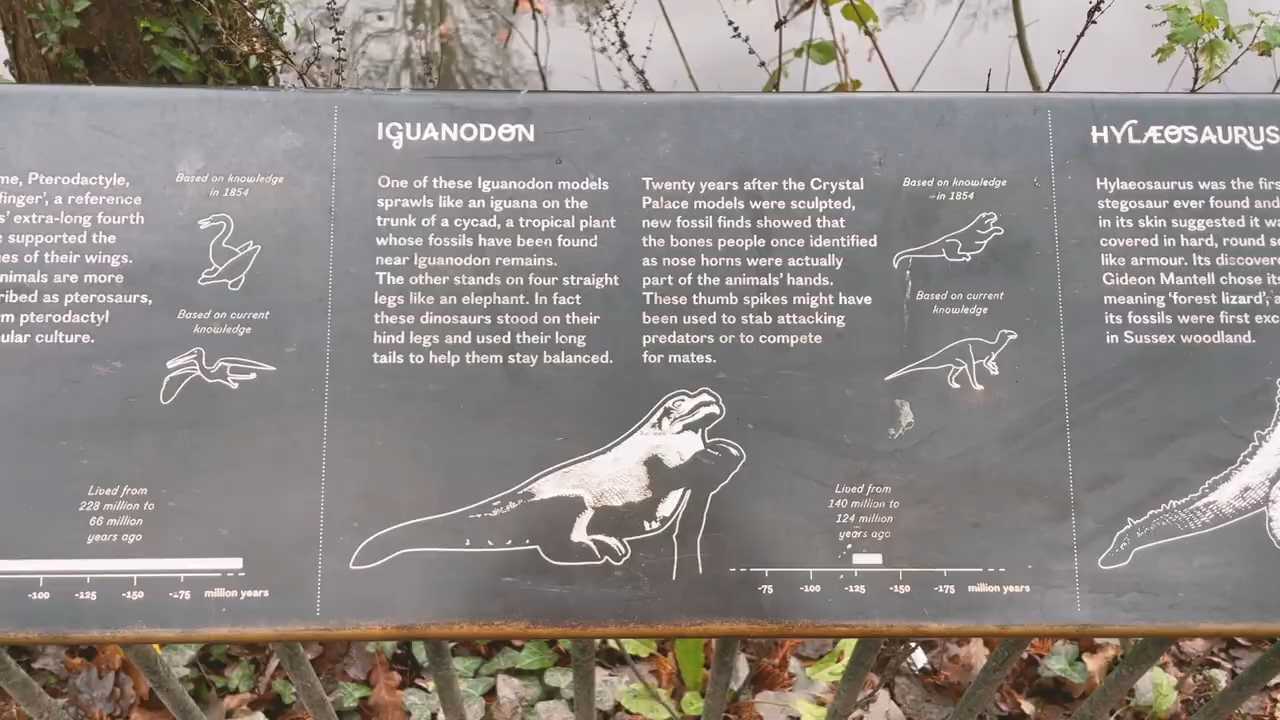 me, Pterodactyle,
finger', a reference
s' extra-long fourth
supported the
es of their wings.
nimals are more
ribed as pterosaurs,
m pterodactyl
ular culture.
Based on knowledge
in 1854
Based on current
knowledge
Lived from
228 million to
66 million
years ago
-100 -125 -150 -175 million years
IGUANODON
One of these Iguanodon models
sprawls like an iguana on the
trunk of a cycad, a tropical plant
whose fossils have been found
near Iguanodon remains.
The other stands on four straight
legs like an elephant. In fact
these dinosaurs stood on their
hind legs and used their long
tails to help them stay balanced.
Twenty years after the Crystal
Palace models were sculpted,
new fossil finds showed that
the bones people once identified
as nose horns were actually
part of the animals' hands.
These thumb spikes might have
been used to stab attacking
predators or to compete
for mates.
Based on knowledge
in 1854
Based on current
knowledge
Lived from
140 million to
124 million
years ago
-75 -100 -125 -150 -175 million years
HYLÆOSAURUS
Hylaeosaurus was the firs
stegosaur ever found and
in its skin suggested it wa
covered in hard, round s
like armour. Its discovere
Gideon Mantell chose its
meaning 'forest lizard', a
its fossils were first exc
in Sussex woodland.